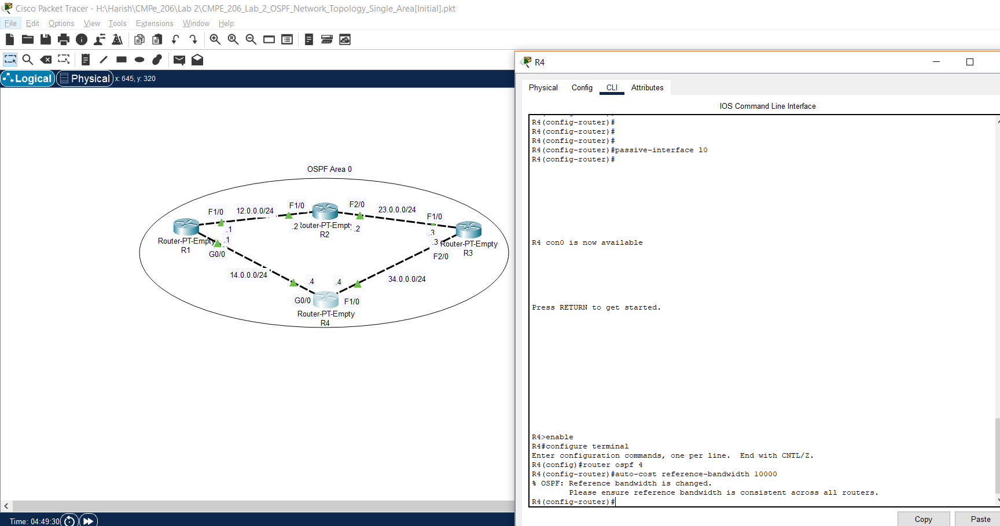 Cisco Packet Tracer - H:\Harish\CMPe_206\Lab 2\CMPE_206_Lab_2_OSPF_Network_Topology_Single_Area[Initial].pkt
File Edit Options View Tools Extensions Window Help
Logical Physical x: 645, y: 320
OSPF Area 0
F1/0 12.0.0.0/24 F1/0 F2/0 23.0.0.0/24 F1/0
.1 .2 .2 .3
Router-PT-Empty
R1
.1
G0/0
Router-PT-Empty
R2
.3
Router-PT-Empty
R3
F2/0
14.0.0.0/24 .4 .4 34.0.0.0/24
G0/0 F1/0
Router-PT-Empty
R4
Time: 04:49:30
R4
Physical Config CLI Attributes
IOS Command Line Interface
R4(config-router)#
R4(config-router)#
R4(config-router)#
R4(config-router)#passive-interface l0
R4(config-router)#
R4 con0 is now available
Press RETURN to get started.
R4>enable
R4#configure terminal
Enter configuration commands, one per line.  End with CNTL/Z.
R4(config)#router ospf 4
R4(config-router)#auto-cost reference-bandwidth 10000
% OSPF: Reference bandwidth is changed.
Please ensure reference bandwidth is consistent across all routers.
R4(config-router)#
Copy Paste